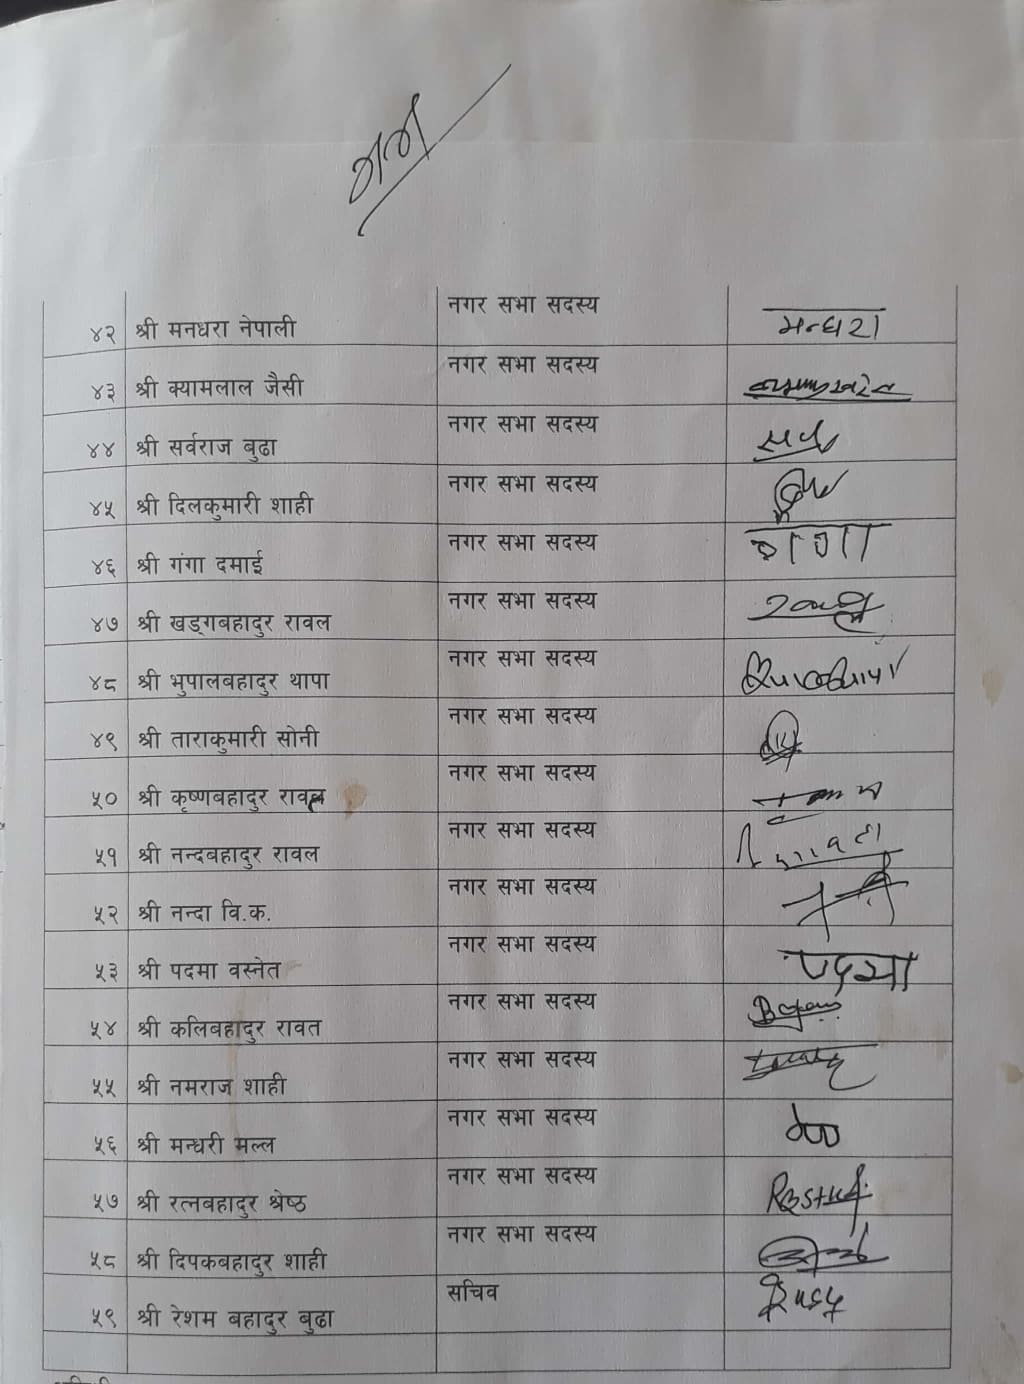 ४२ श्री मनधरा नेपाली नगर सभा सदस्य मन्धरा
४३ श्री क्यामलाल जैसी नगर सभा सदस्य
४४ श्री सर्वराज बुढा नगर सभा सदस्य
४५ श्री दिलकुमारी शाही नगर सभा सदस्य
४६ श्री गंगा दमाई नगर सभा सदस्य गंगा
४७ श्री खड्गबहादुर रावल नगर सभा सदस्य
४८ श्री भुपालबहादुर थापा नगर सभा सदस्य
४९ श्री ताराकुमारी सोनी नगर सभा सदस्य
५० श्री कृष्णबहादुर रावल नगर सभा सदस्य
५१ श्री नन्दबहादुर रावल नगर सभा सदस्य
५२ श्री नन्दा वि.क. नगर सभा सदस्य
५३ श्री पदमा वस्नेत नगर सभा सदस्य पदमा
५४ श्री कलिबहादुर रावत नगर सभा सदस्य
५५ श्री नमराज शाही नगर सभा सदस्य
५६ श्री मन्धरी मल्ल नगर सभा सदस्य
५७ श्री रत्नबहादुर श्रेष्ठ नगर सभा सदस्य
५८ श्री दिपकबहादुर शाही नगर सभा सदस्य
५९ श्री रेशम बहादुर बुढा सचिव